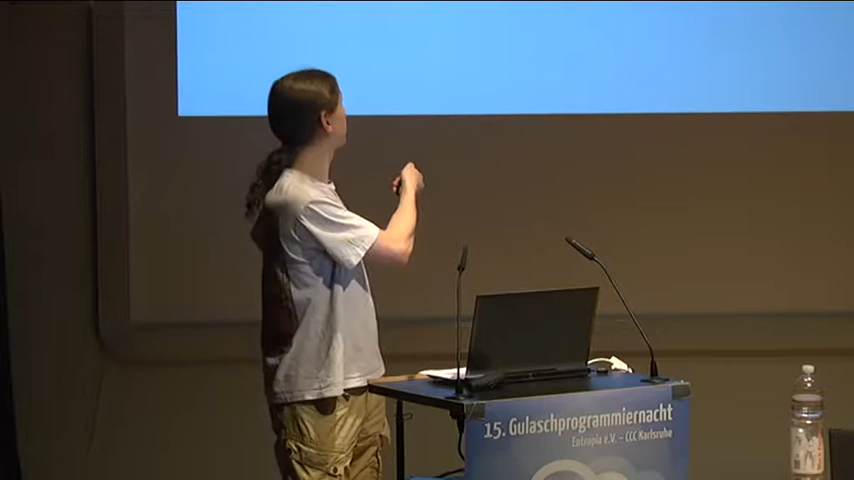 15. Gulaschprogrammiernacht
Entropia e.V. – CCC Karlsruhe